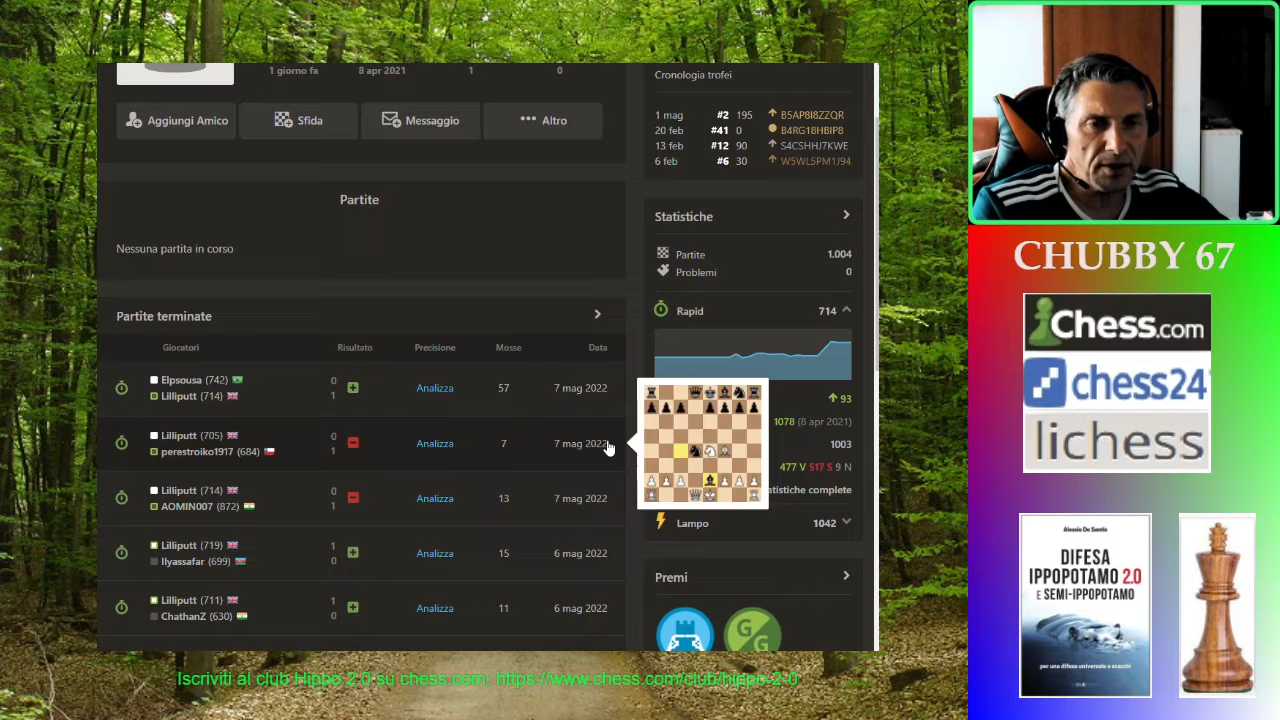 1 giorno fa 8 apr 2021 1 0
Aggiungi Amico Sfida Messaggio Altro
Partite
Nessuna partita in corso
Partite terminate
Giocatori Risultato Precisione Mosse Data
Elpsousa (742) 0
Lilliputt (714) 1
Analizza 57 7 mag 2022
Lilliputt (705) 0
perestroiko1917 (684) 1
Analizza 7 7 mag 2022
Lilliputt (714) 0
AOMIN007 (872) 1
Analizza 13 7 mag 2022
Lilliputt (719) 1
Ilyassafar (699) 0
Analizza 15 6 mag 2022
Lilliputt (711) 1
ChathanZ (630) 0
Analizza 11 6 mag 2022
Cronologia trofei
1 mag #2 195 B5AP8I8ZZQR
20 feb #41 0 B4RG18HBIP8
13 feb #12 90 S4CSHHJ7KWE
6 feb #6 30 W5WL5PM1J94
Statistiche
Partite 1.004
Problemi 0
Rapid 714
93
1078 (8 apr 2021)
1003
477 V 517 S 9 N
atistiche complete
Lampo 1042
Premi
G G
CHUBBY 67
Chess.com
chess24
lichess
Alessio De Santis
DIFESA
IPPOPOTAMO 2.0
E SEMI-IPPOPOTAMO
per una difesa universale a scacchi
Iscriviti al club Hippo 2.0 su chess.com: https://www.chess.com/club/hippo-2-0